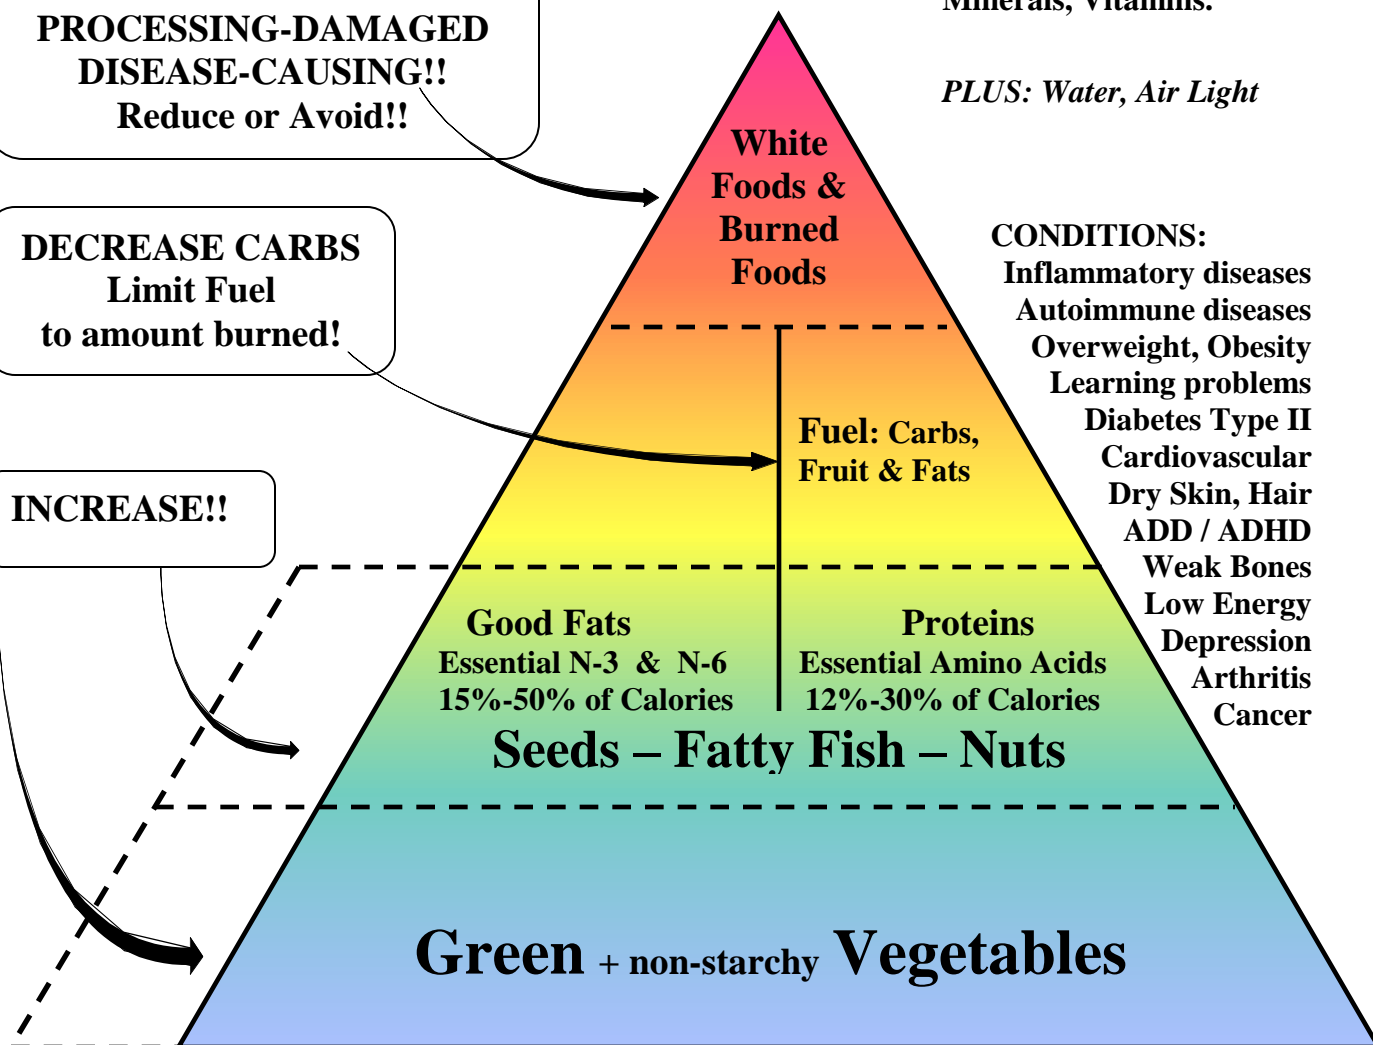 Minerals, Vitamins.
PLUS: Water, Air Light
PROCESSING-DAMAGED
DISEASE-CAUSING!!
Reduce or Avoid!!
DECREASE CARBS
Limit Fuel
to amount burned!
INCREASE!!
White
Foods &
Burned
Foods
Fuel: Carbs,
Fruit & Fats
Good Fats
Essential N-3 & N-6
15%-50% of Calories
Proteins
Essential Amino Acids
12%-30% of Calories
Seeds – Fatty Fish – Nuts
Green + non-starchy Vegetables
CONDITIONS:
Inflammatory diseases
Autoimmune diseases
Overweight, Obesity
Learning problems
Diabetes Type II
Cardiovascular
Dry Skin, Hair
ADD / ADHD
Weak Bones
Low Energy
Depression
Arthritis
Cancer